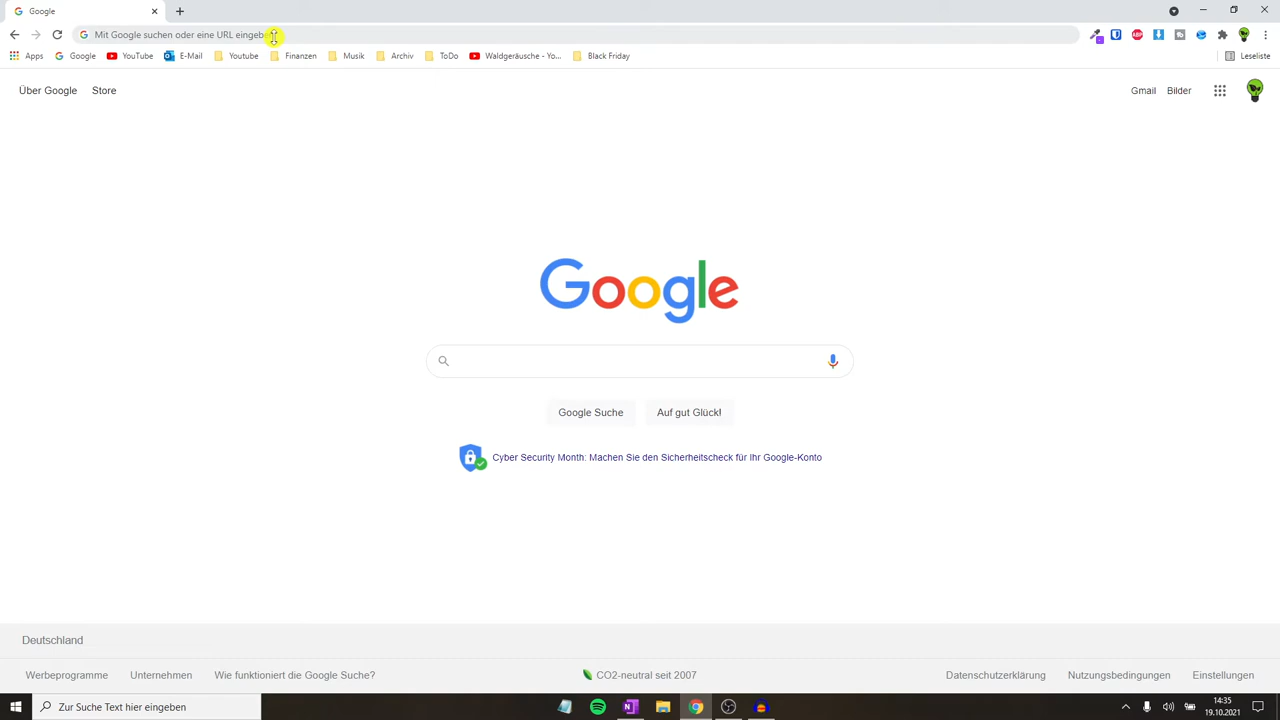 Google
Mit Google suchen oder eine URL eingeben
Apps
Google
YouTube
E-Mail
Youtube
Finanzen
Musik
Archiv
ToDo
Waldgeräusche - Yo...
Black Friday
Leseliste
Über Google
Store
Gmail
Bilder
Google
Google Suche
Auf gut Glück!
Cyber Security Month: Machen Sie den Sicherheitscheck für Ihr Google-Konto
Deutschland
Werbeprogramme
Unternehmen
Wie funktioniert die Google Suche?
CO2-neutral seit 2007
Datenschutzerklärung
Nutzungsbedingungen
Einstellungen
Zur Suche Text hier eingeben
14:35
19.10.2021